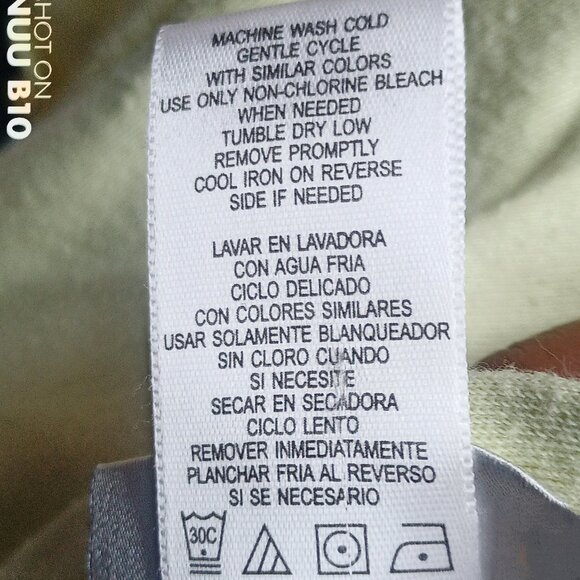 SHOT ON
NUU B10
MACHINE WASH COLD
GENTLE CYCLE
WITH SIMILAR COLORS
USE ONLY NON-CHLORINE BLEACH
WHEN NEEDED
TUMBLE DRY LOW
REMOVE PROMPTLY
COOL IRON ON REVERSE
SIDE IF NEEDED
LAVAR EN LAVADORA
CON AGUA FRIA
CICLO DELICADO
CON COLORES SIMILARES
USAR SOLAMENTE BLANQUEADOR
SIN CLORO CUANDO
SI NECESITE
SECAR EN SECADORA
CICLO LENTO
REMOVER INMEDIATAMENTE
PLANCHAR FRIA AL REVERSO
SI SE NECESARIO
30C